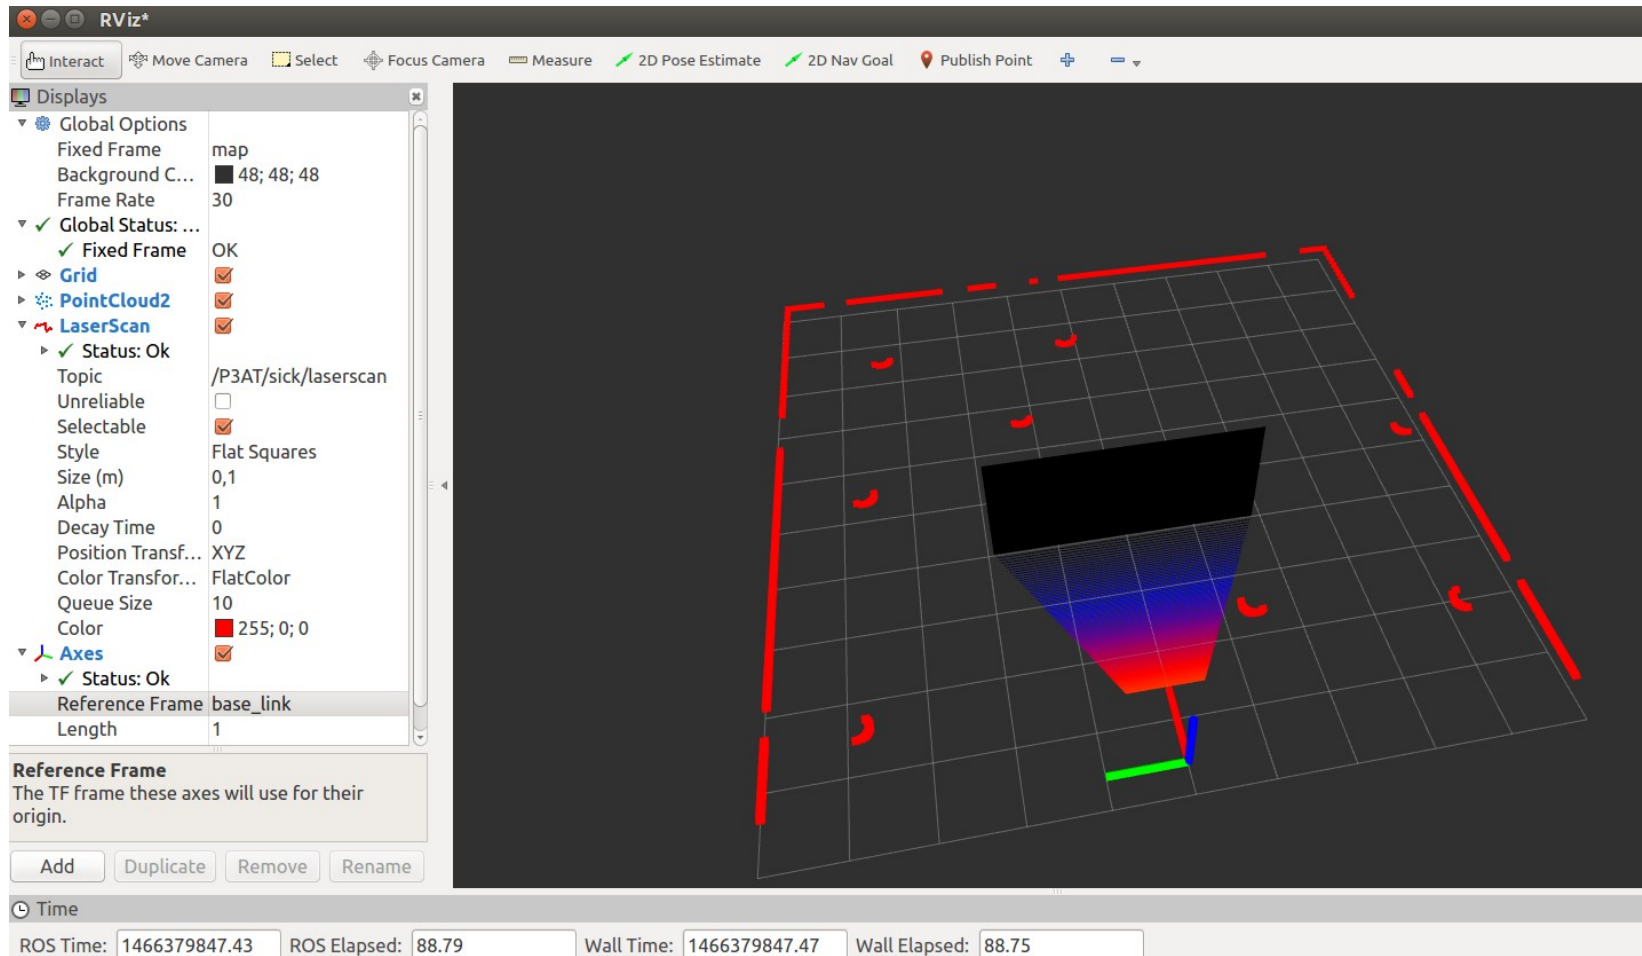 RViz*
Interact Move Camera Select Focus Camera Measure 2D Pose Estimate 2D Nav Goal Publish Point
Displays
Global Options
Fixed Frame map
Background C... 48; 48; 48
Frame Rate 30
Global Status: ...
Fixed Frame OK
Grid
PointCloud2
LaserScan
Status: Ok
Topic /P3AT/sick/laserscan
Unreliable
Selectable
Style Flat Squares
Size (m) 0,1
Alpha 1
Decay Time 0
Position Transf... XYZ
Color Transfor... FlatColor
Queue Size 10
Color 255; 0; 0
Axes
Status: Ok
Reference Frame base_link
Length 1
Reference Frame
The TF frame these axes will use for their
origin.
Add Duplicate Remove Rename
Time
ROS Time: 1466379847.43 ROS Elapsed: 88.79 Wall Time: 1466379847.47 Wall Elapsed: 88.75